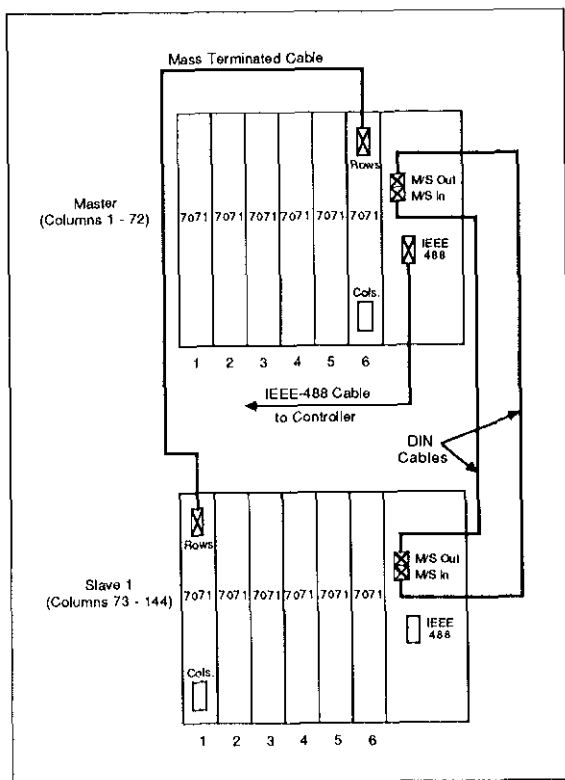 Mass Terminated Cable
Rows
M/S Out
M/S In
Master
(Columns 1 - 72)
7071 7071 7071 7071 7071 7071
IEEE
488
Cols.
1 2 3 4 5 6
IEEE-488 Cable
to Controller
DIN
Cables
Rows
M/S Out
M/S In
Slave 1
(Columns 73 - 144)
7071 7071 7071 7071 7071 7071
IEEE
488
Cols.
1 2 3 4 5 6